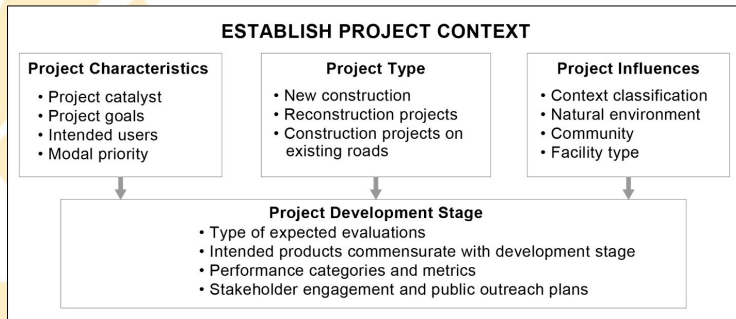 ESTABLISH PROJECT CONTEXT
Project Characteristics
• Project catalyst
• Project goals
• Intended users
• Modal priority
Project Type
• New construction
• Reconstruction projects
• Construction projects on
existing roads
Project Influences
• Context classification
• Natural environment
• Community
• Facility type
Project Development Stage
• Type of expected evaluations
• Intended products commensurate with development stage
• Performance categories and metrics
• Stakeholder engagement and public outreach plans